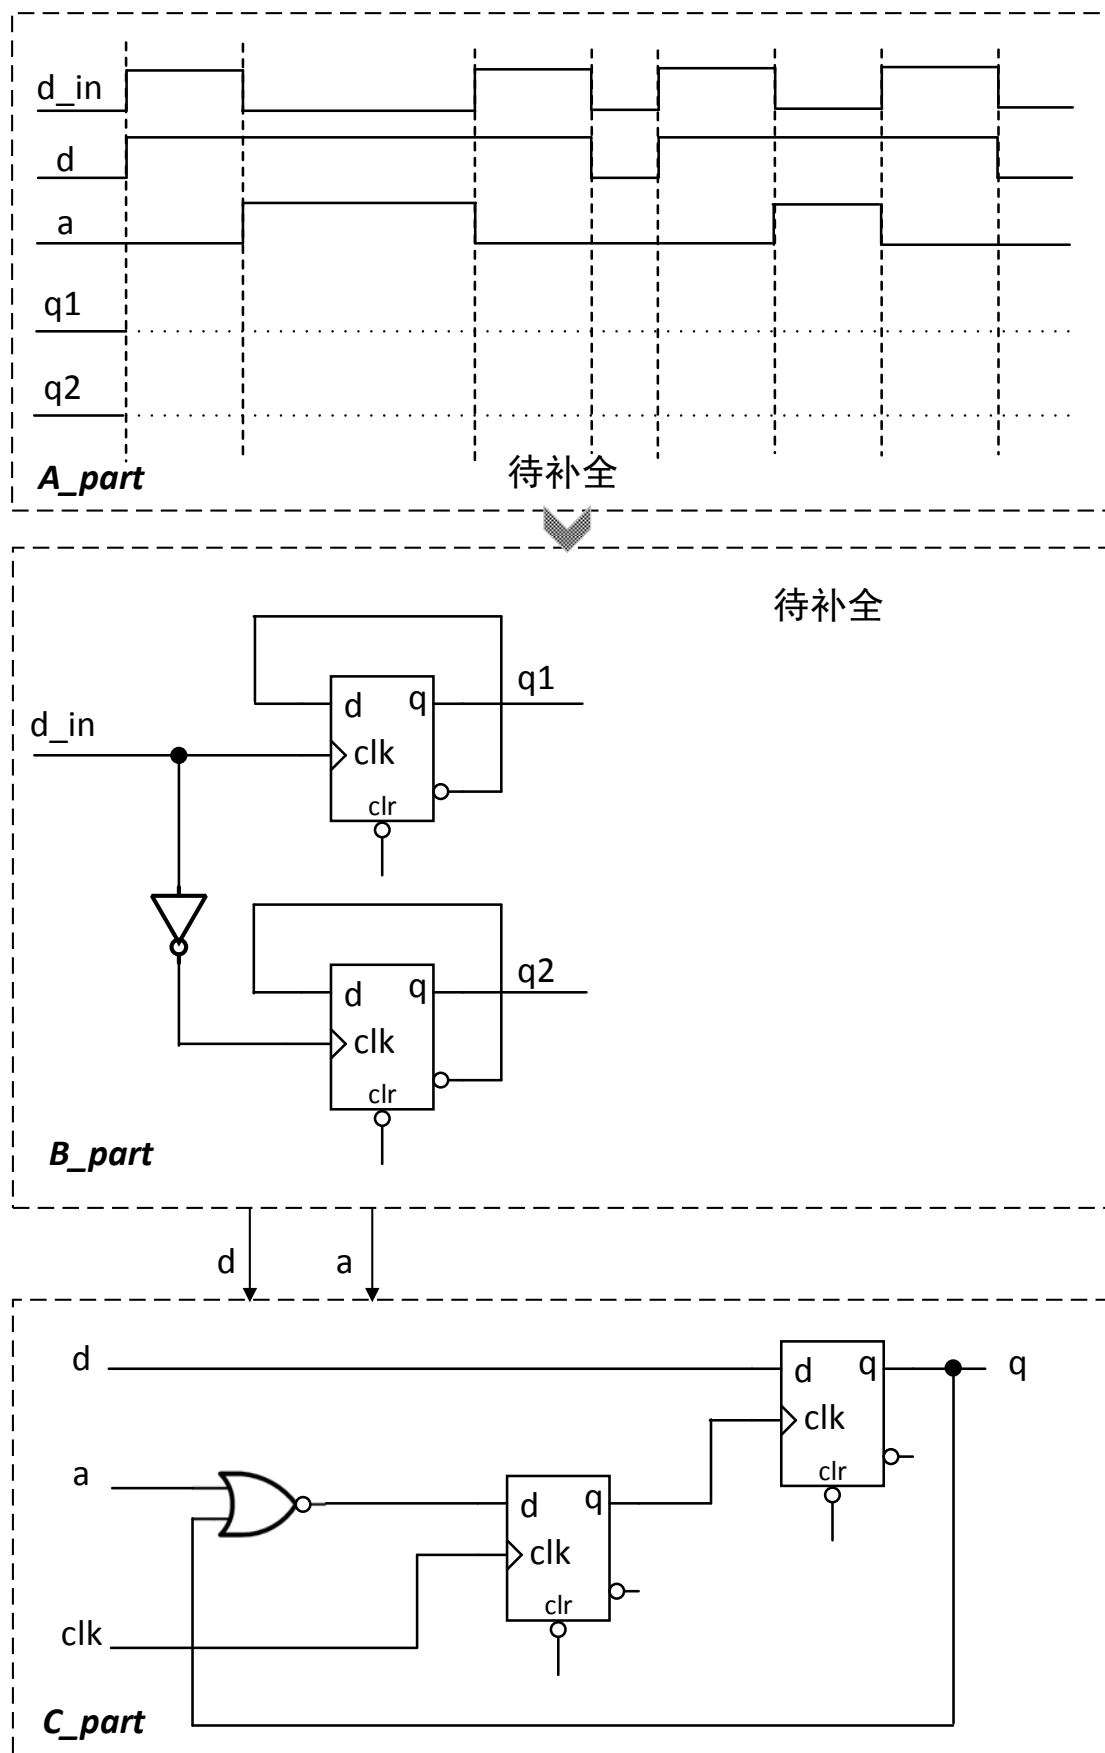 d_in
d
a
q1
q2
A_part
待补全
待补全
d q q1
d_in
clk
clr
d q q2
clk
clr
B_part
d a
d d q q
clk
a
clr
d q
clk
clr
clk
C_part